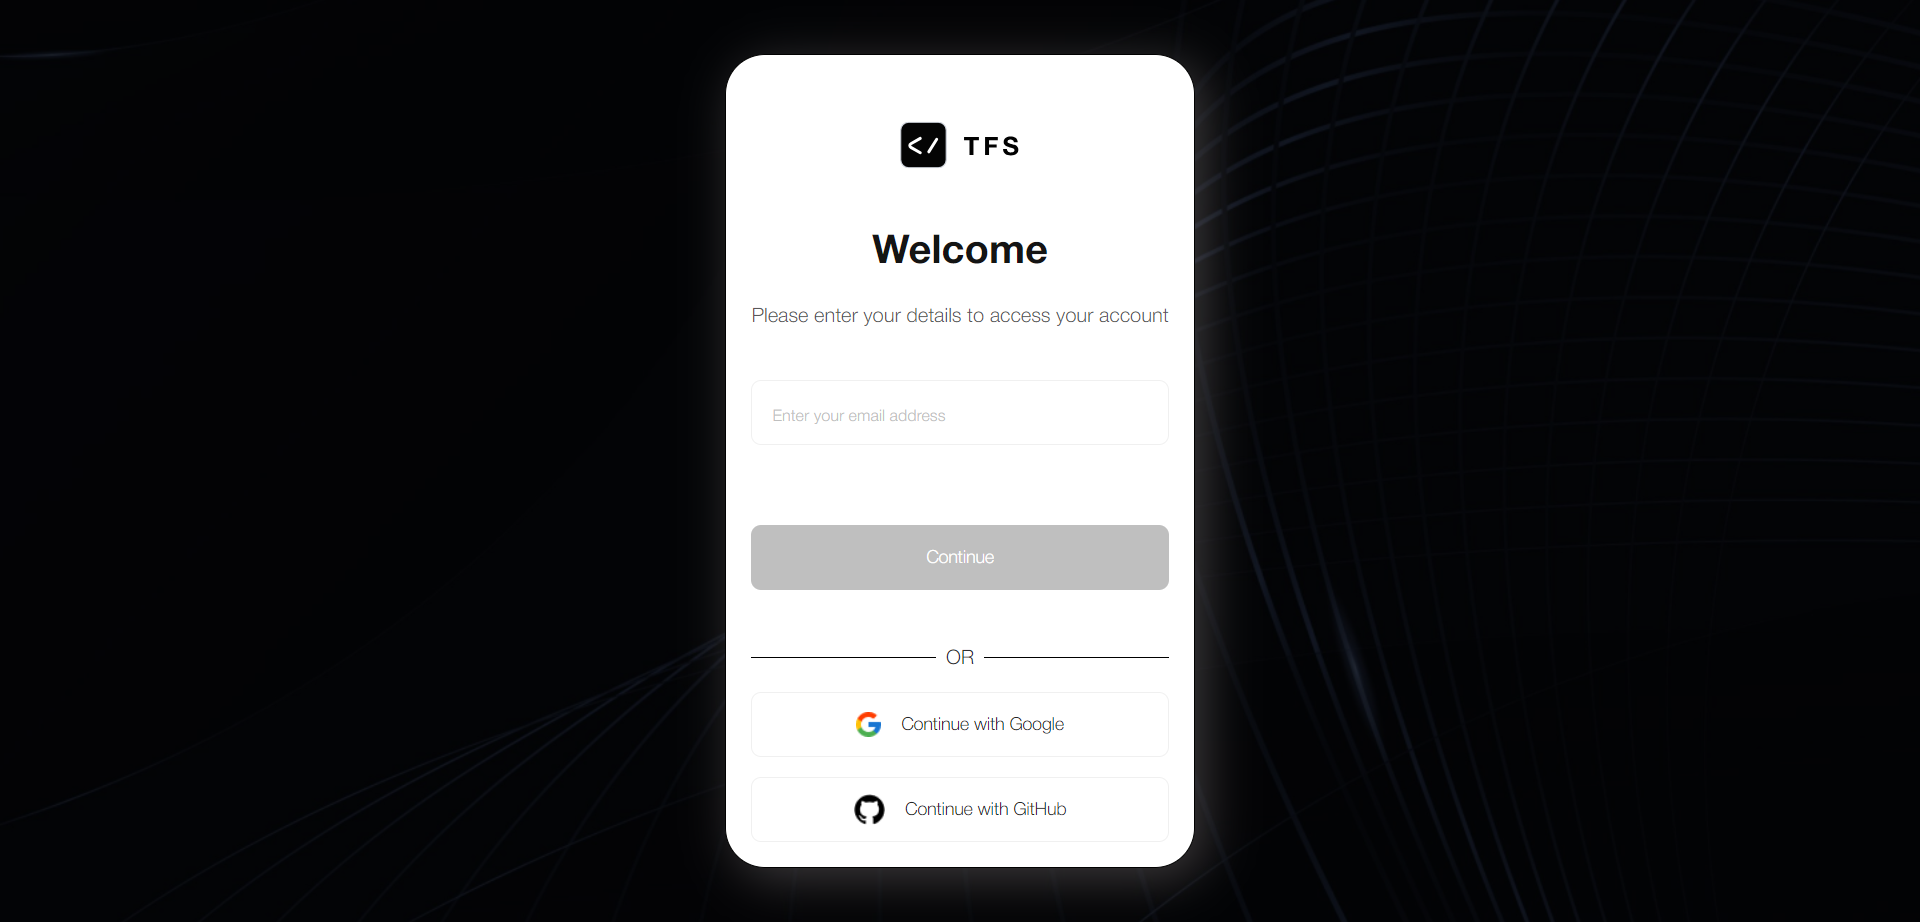 </ TFS
Welcome
Please enter your details to access your account
Enter your email address
Continue
OR
Continue with Google
Continue with GitHub